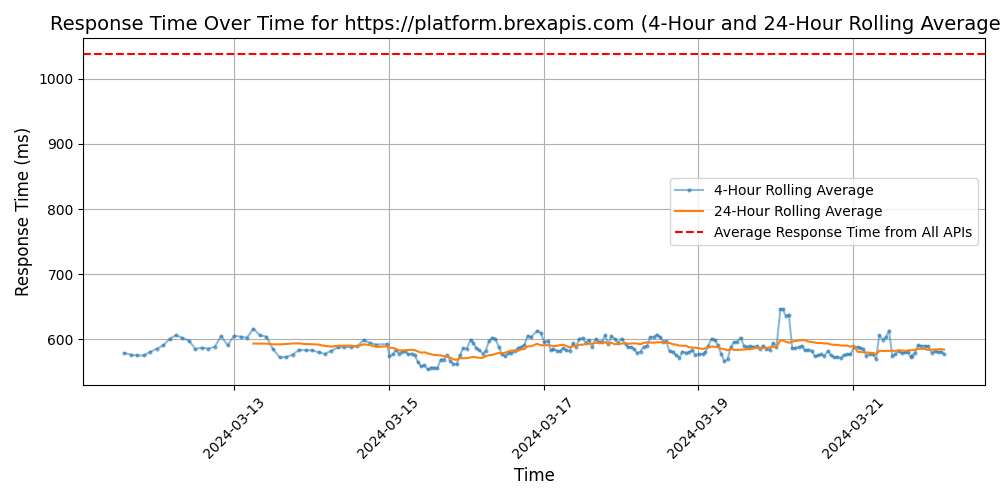 Response Time Over Time for https://platform.brexapis.com (4-Hour and 24-Hour Rolling Average
Response Time (ms)
1000
900
800
700
600
4-Hour Rolling Average
24-Hour Rolling Average
Average Response Time from All APIs
2024-03-13
2024-03-15
2024-03-17
2024-03-19
2024-03-21
Time